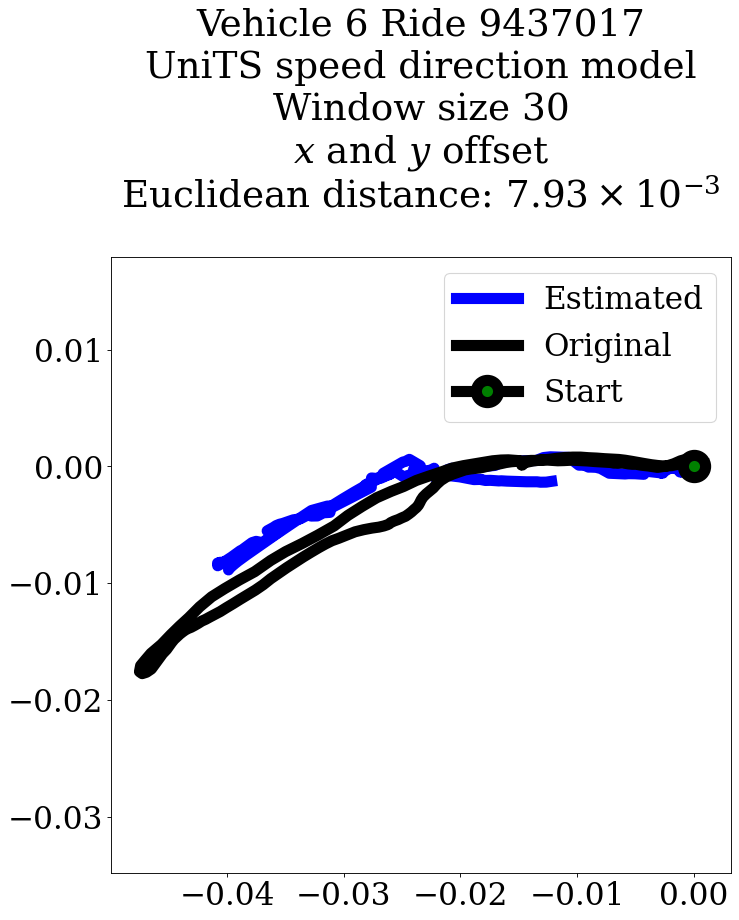 Vehicle 6 Ride 9437017
UniTS speed direction model
Window size 30
x and y offset
Euclidean distance: 7.93 × 10⁻³
Estimated
Original
Start
0.01
0.00
−0.01
−0.02
−0.03
−0.04 −0.03 −0.02 −0.01 0.00